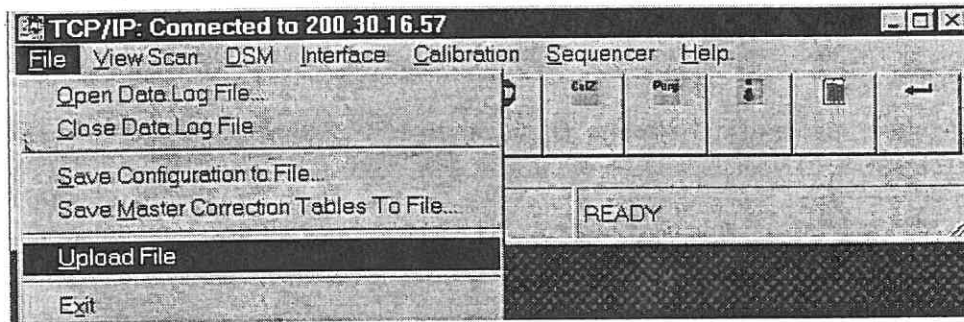 TCP/IP: Connected to 200.30.16.57
File View Scan DSM Interface Calibration Sequencer Help
Open Data Log File...
Close Data Log File
Save Configuration to File...
Save Master Correction Tables To File...
Upload File
Exit
CalZ Purg
READY